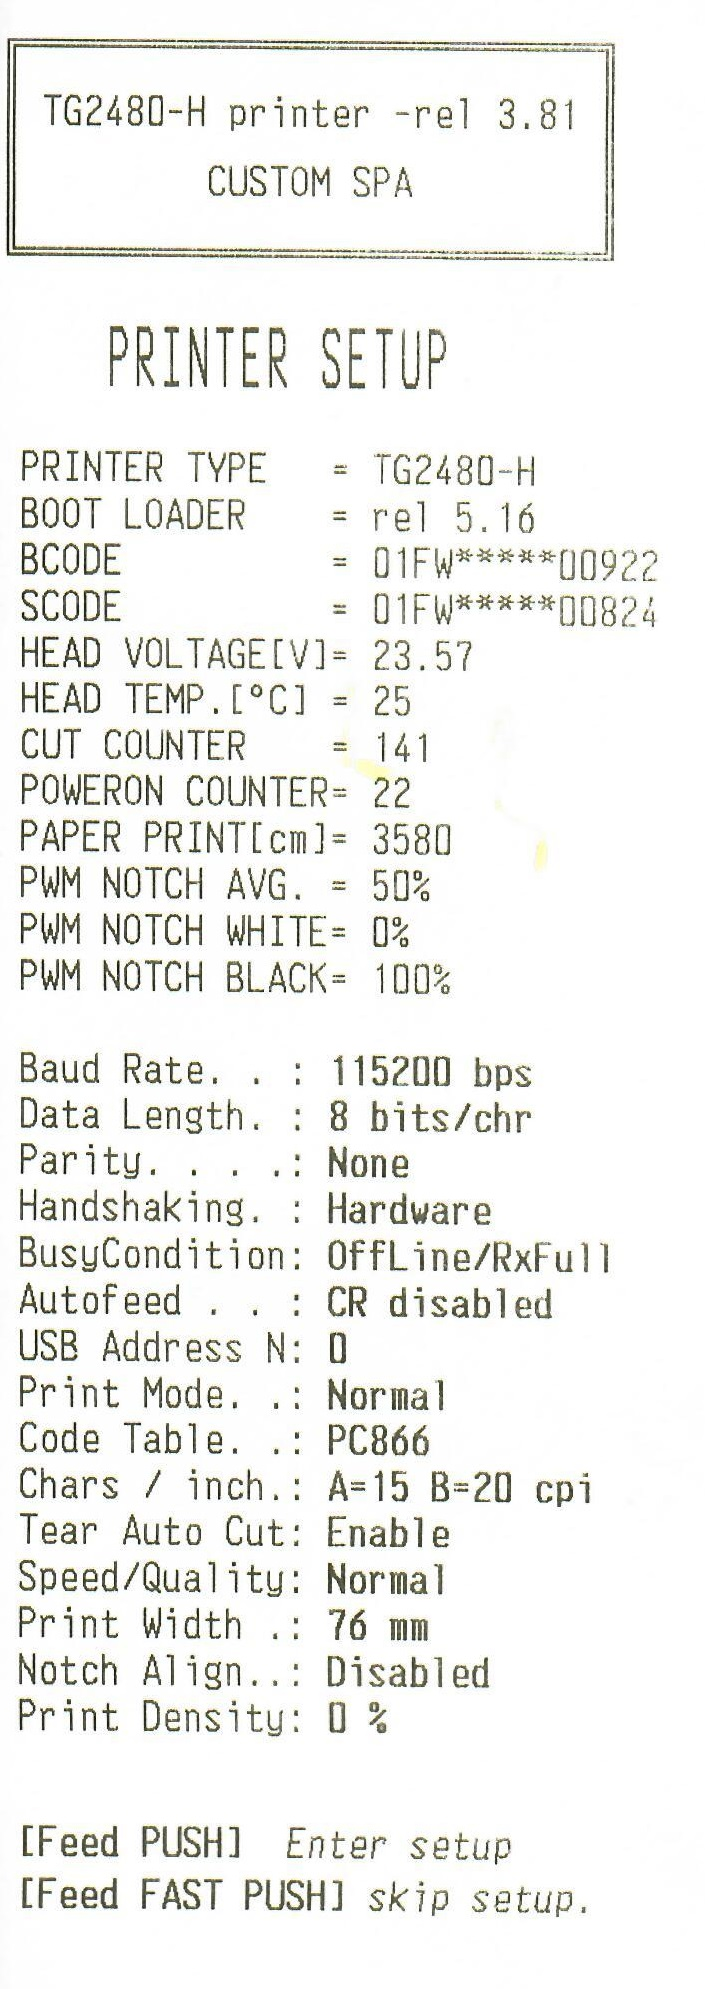 TG2480-H printer -rel 3.81
CUSTOM SPA
PRINTER SETUP
PRINTER TYPE = TG2480-H
BOOT LOADER = rel 5.16
BCODE = 01FW*****00922
SCODE = 01FW*****00824
HEAD VOLTAGE[V]= 23.57
HEAD TEMP.[°C] = 25
CUT COUNTER = 141
POWERON COUNTER= 22
PAPER PRINT[cm]= 3580
PWM NOTCH AVG. = 50%
PWM NOTCH WHITE= 0%
PWM NOTCH BLACK= 100%
Baud Rate. . : 115200 bps
Data Length. : 8 bits/chr
Parity. . . .: None
Handshaking. : Hardware
BusyCondition: OffLine/RxFull
Autofeed . . : CR disabled
USB Address N: 0
Print Mode. .: Normal
Code Table. .: PC866
Chars / inch.: A=15 B=20 cpi
Tear Auto Cut: Enable
Speed/Quality: Normal
Print Width .: 76 mm
Notch Align..: Disabled
Print Density: 0 %
[Feed PUSH] Enter setup
[Feed FAST PUSH] skip setup.